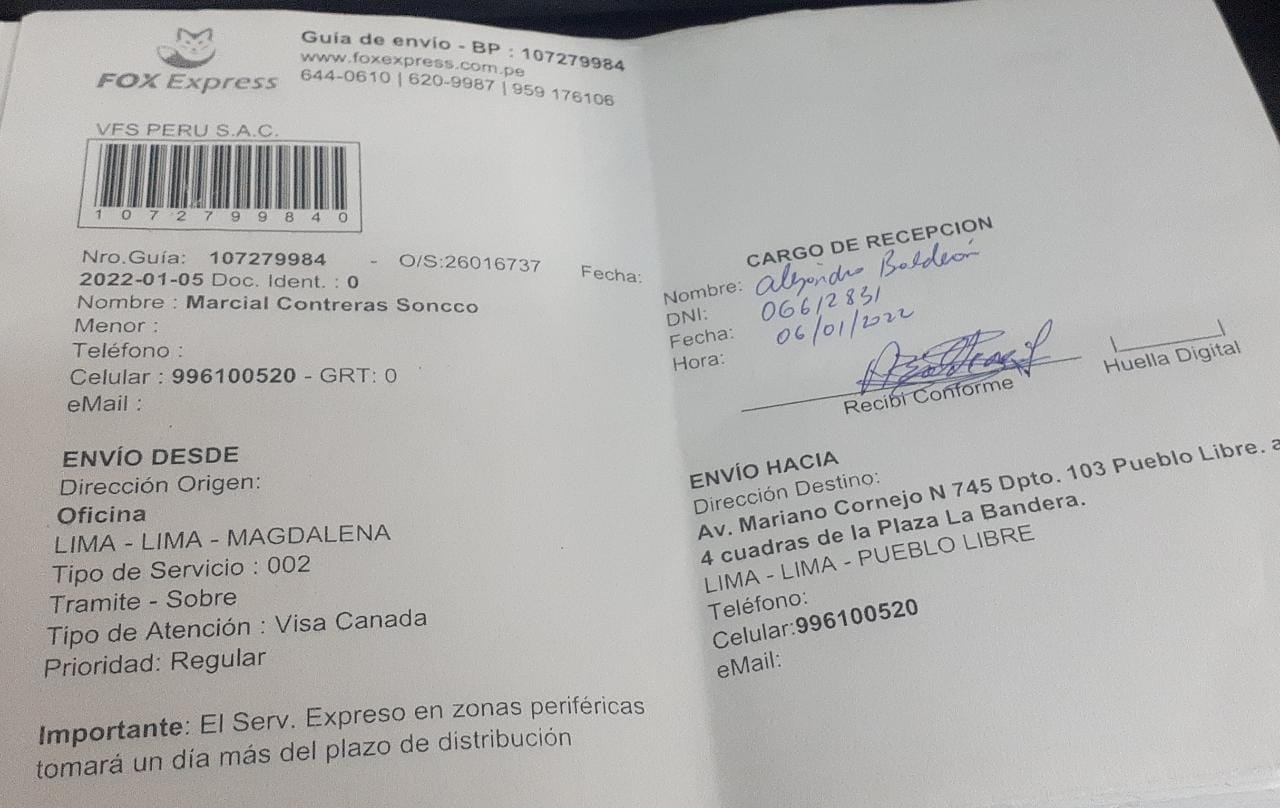 FOX Express
Guía de envío - BP : 107279984
www.foxexpress.com.pe
644-0610 | 620-9987 | 959 176106
VFS PERU S.A.C.
1 0 7 2 7 9 9 8 4 0
Nro.Guía: 107279984 - O/S:26016737 Fecha:
2022-01-05 Doc. Ident. : 0
Nombre : Marcial Contreras Soncco
Menor :
Teléfono :
Celular : 996100520 - GRT: 0
eMail :
ENVÍO DESDE
Dirección Origen:
Oficina
LIMA - LIMA - MAGDALENA
Tipo de Servicio : 002
Tramite - Sobre
Tipo de Atención : Visa Canada
Prioridad: Regular
Importante: El Serv. Expreso en zonas periféricas
tomará un día más del plazo de distribución
CARGO DE RECEPCION
Nombre: Alejandro Balderón
DNI: 06612831
Fecha: 06/01/2022
Hora:
Recibí Conforme
Huella Digital
ENVÍO HACIA
Dirección Destino:
Av. Mariano Cornejo N 745 Dpto. 103 Pueblo Libre. a
4 cuadras de la Plaza La Bandera.
LIMA - LIMA - PUEBLO LIBRE
Teléfono:
Celular:996100520
eMail: